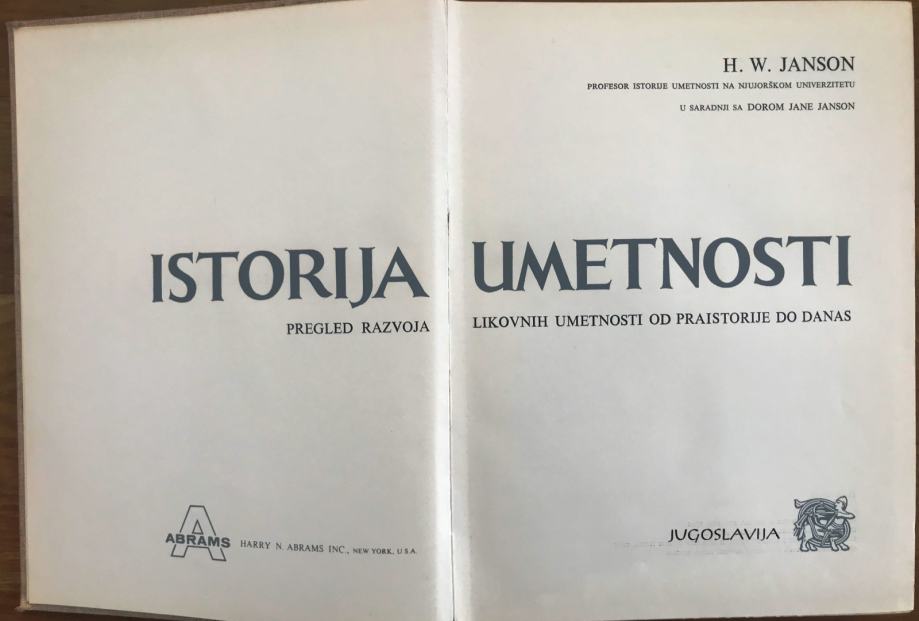 H. W. JANSON
PROFESOR ISTORIJE UMETNOSTI NA NJUJORŠKOM UNIVERZITETU
U SARADNJI SA DOROM JANE JANSON
ISTORIJA UMETNOSTI
PREGLED RAZVOJA LIKOVNIH UMETNOSTI OD PRAISTORIJE DO DANAS
ABRAMS HARRY N. ABRAMS INC., NEW YORK, U.S.A.
JUGOSLAVIJA